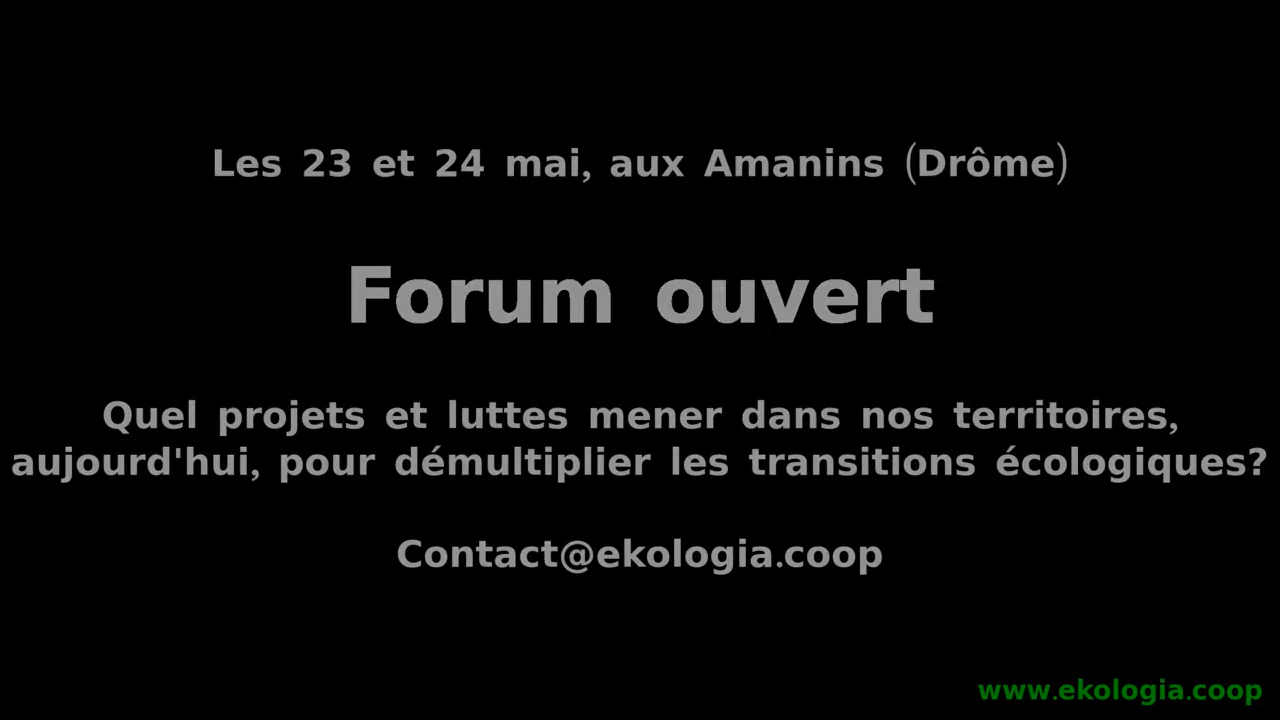 Les 23 et 24 mai, aux Amanins (Drôme)
Forum ouvert
Quel projets et luttes mener dans nos territoires,
aujourd'hui, pour démultiplier les transitions écologiques?
Contact@ekologia.coop
www.ekologia.coop